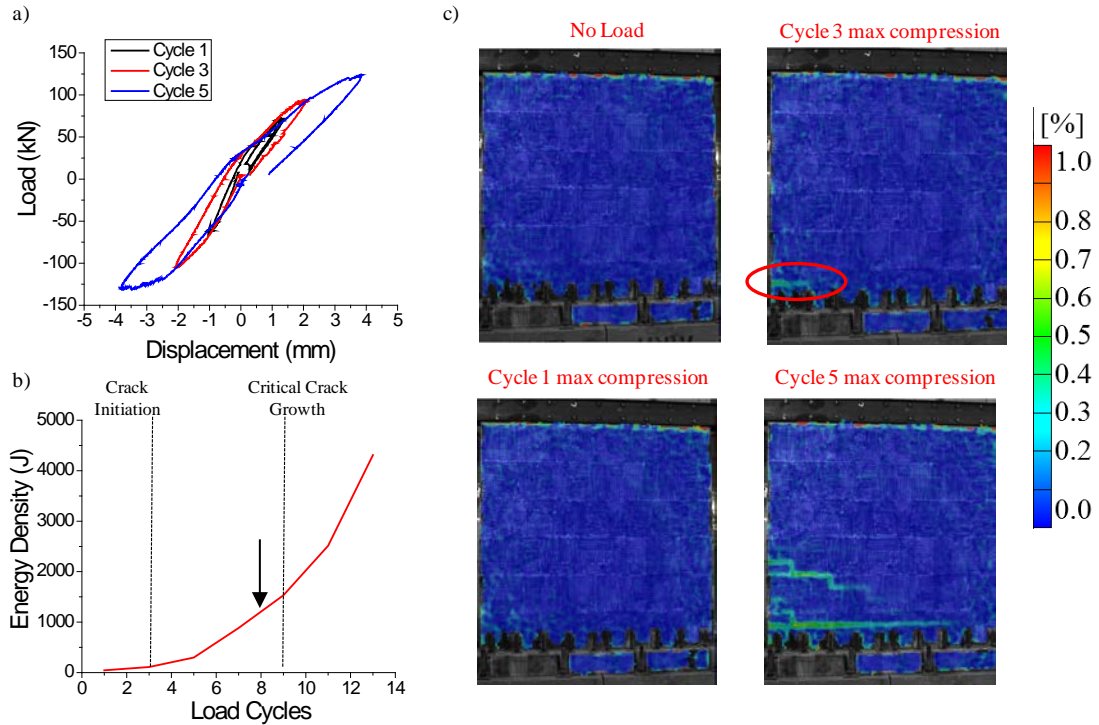 a)
150
100
50
0
-50
-100
-150
Load (kN)
Cycle 1
Cycle 3
Cycle 5
-5 -4 -3 -2 -1 0 1 2 3 4 5
Displacement (mm)
b)
Crack
Initiation
Critical Crack
Growth
5000
4000
3000
2000
1000
0
Energy Density (J)
0 2 4 6 8 10 12 14
Load Cycles
c)
No Load
Cycle 3 max compression
Cycle 1 max compression
Cycle 5 max compression
[%]
1.0
0.8
0.7
0.6
0.5
0.4
0.3
0.2
0.0